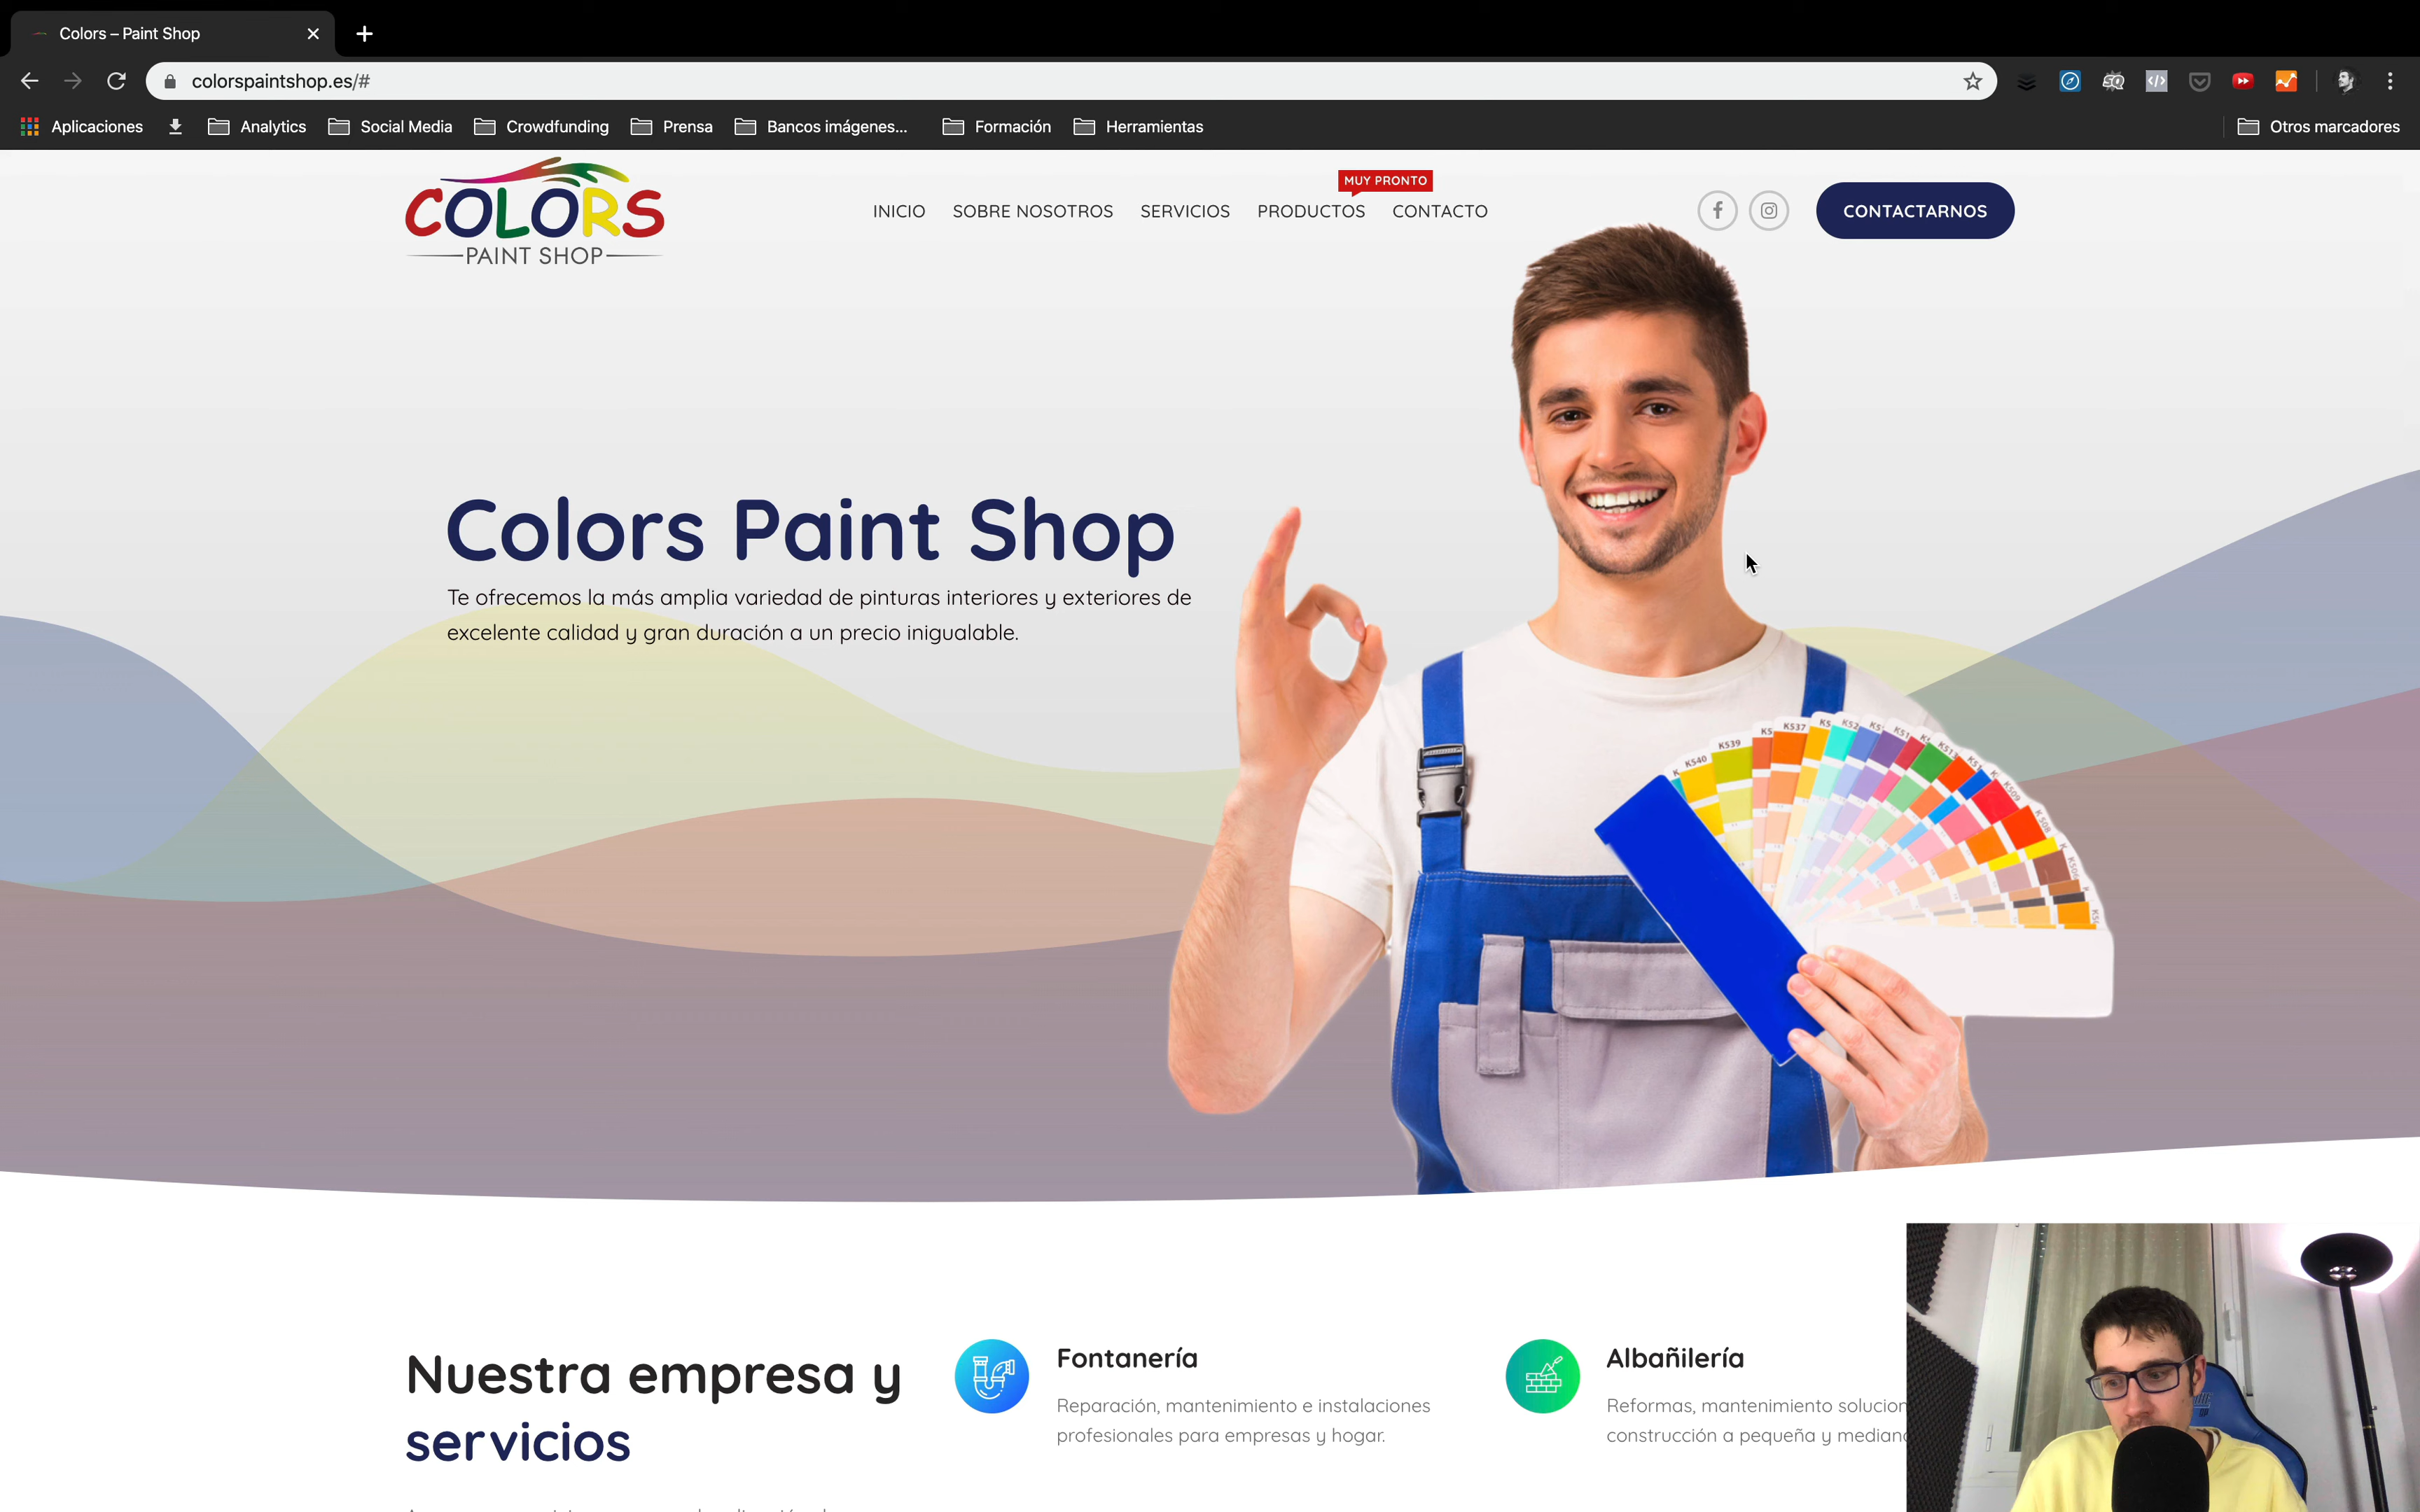 Colors – Paint Shop
colorspaintshop.es/#
Aplicaciones
Analytics
Social Media
Crowdfunding
Prensa
Bancos imágenes...
Formación
Herramientas
Otros marcadores
COLORS
PAINT SHOP
MUY PRONTO
INICIO
SOBRE NOSOTROS
SERVICIOS
PRODUCTOS
CONTACTO
CONTACTARNOS
Colors Paint Shop
Te ofrecemos la más amplia variedad de pinturas interiores y exteriores de
excelente calidad y gran duración a un precio inigualable.
K540
K539
K537
Nuestra empresa y
servicios
Fontanería
Reparación, mantenimiento e instalaciones
profesionales para empresas y hogar.
Albañilería
Reformas, mantenimiento solucion
construcción a pequeña y median